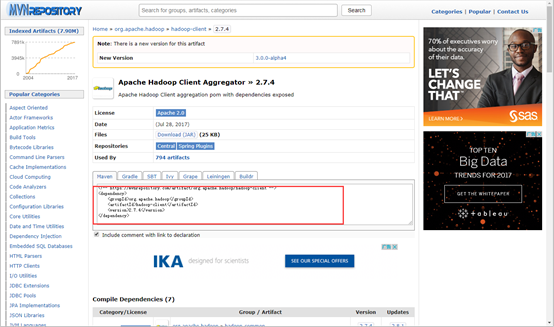 MVNREPOSITORY
Search for groups, artifacts, categories
Search
Categories | Popular | Contact Us
Indexed Artifacts (7.90M)
2004
2017
Popular Categories
Aspect Oriented
Actor Frameworks
Application Metrics
Build Tools
Bytecode Libraries
Command Line Parsers
Cache Implementations
Cloud Computing
Code Analyzers
Collections
Configuration Libraries
Core Utilities
Date and Time Utilities
Dependency Injection
Embedded SQL Databases
HTML Parsers
HTTP Clients
I/O Utilities
JDBC Extensions
JDBC Pools
JPA Implementations
JSON Libraries
Home » org.apache.hadoop » hadoop-client » 2.7.4
Note: There is a new version for this artifact
New Version
3.0.0-alpha4
Apache Hadoop Client Aggregator » 2.7.4
Apache Hadoop Client aggregation pom with dependencies exposed
License
Apache 2.0
Date
(Jul 29, 2017)
Files
Download (JAR) (25 KB)
Repositories
Central
Spring Plugins
Used By
794 artifacts
Maven
Gradle
SBT
Ivy
Grape
Leiningen
Buildr
<!-- https://mvnrepository.com/artifact/org.apache.hadoop/hadoop-client -->
<dependency>
<groupId>org.apache.hadoop</groupId>
<artifactId>hadoop-client</artifactId>
<version>2.7.4</version>
</dependency>
Include comment with link to declaration
IKA
designed for scientists
SEE OUR SPECIAL OFFERS
Compile Dependencies (7)
Category/License
Group / Artifact
Version
Updates
70% of executives worry
about the accuracy
of their data.
LET'S
CHANGE
THAT
LEARN MORE
sas
TOP TEN
Big Data
TRENDS FOR 2017
GET THE WHITEPAPER
tableau